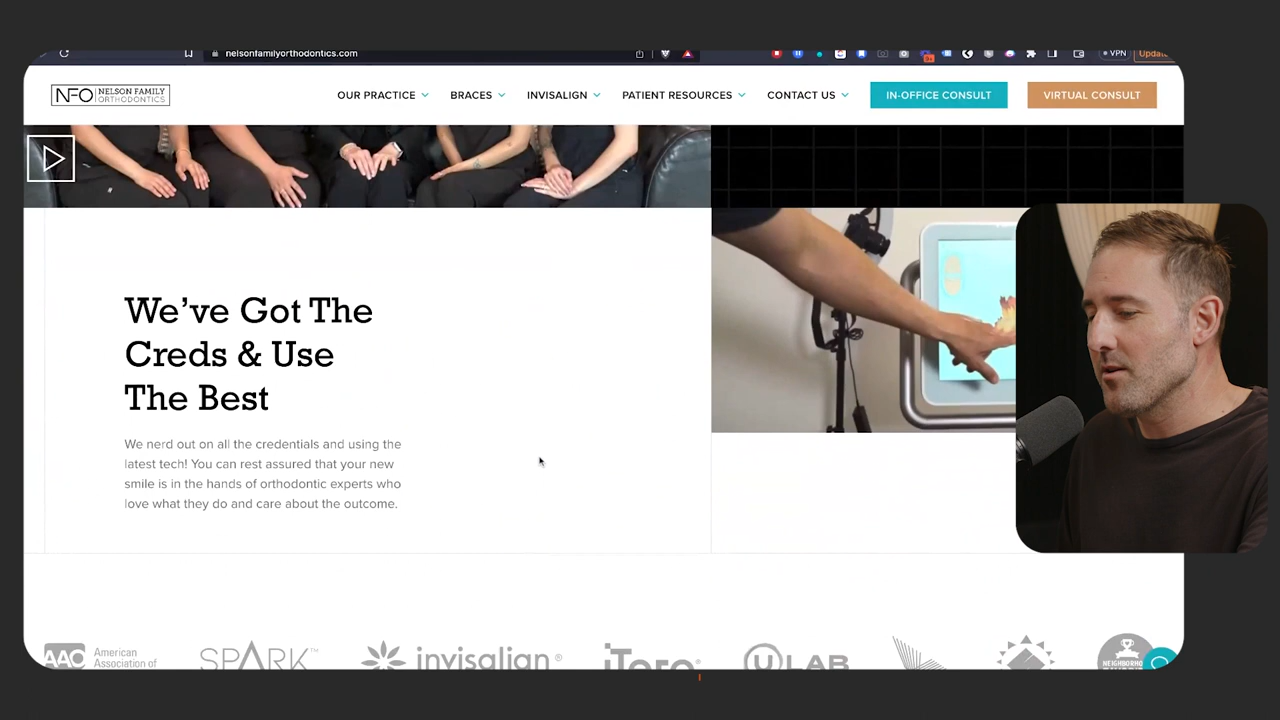 nelsonfamilyorthodontics.com
VPN
Update
NFO NELSON FAMILY
ORTHODONTICS
OUR PRACTICE
BRACES
INVISALIGN
PATIENT RESOURCES
CONTACT US
IN-OFFICE CONSULT
VIRTUAL CONSULT
We’ve Got The
Creds & Use
The Best
We nerd out on all the credentials and using the
latest tech! You can rest assured that your new
smile is in the hands of orthodontic experts who
love what they do and care about the outcome.
AAO American
Association of
SPARK™
invisalign®
iTero®
U LAB
NEIGHBORHO